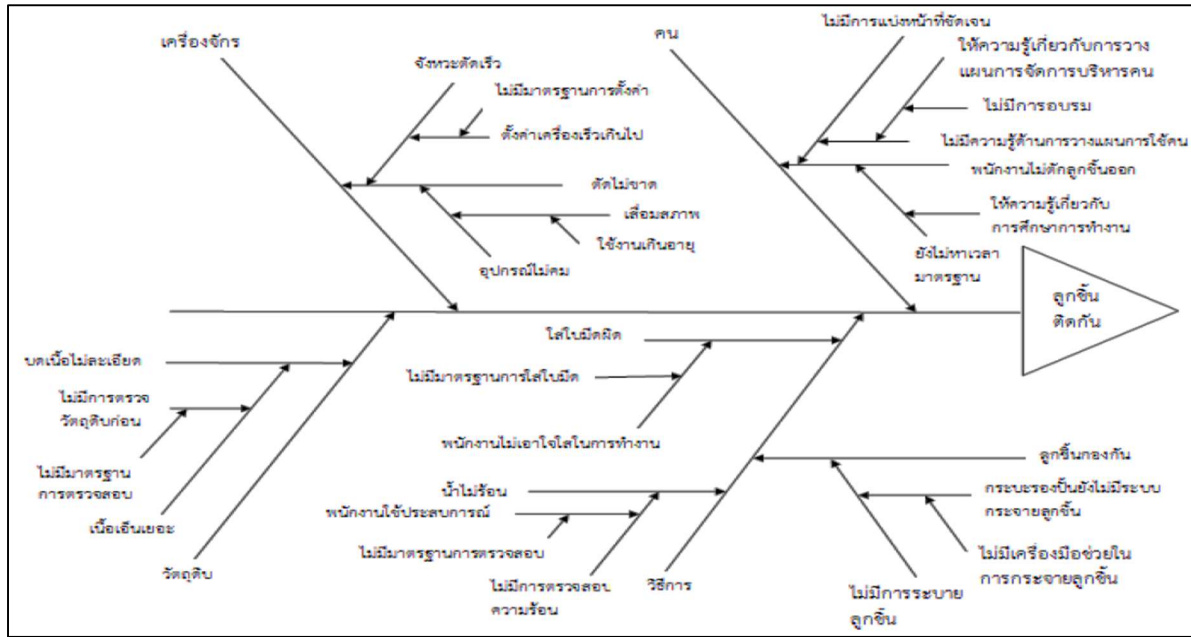 เครื่องจักร
คน
ไม่มีการแบ่งหน้าที่ชัดเจน
ให้ความรู้เกี่ยวกับการวาง
แผนการจัดการบริหารคน
จังหวะตัดเร็ว
ไม่มีมาตรฐานการตั้งค่า
ไม่มีการอบรม
ตั้งค่าเครื่องเร็วเกินไป
ไม่มีความรู้ด้านการวางแผนการใช้คน
พนักงานไม่ตักลูกชิ้นออก
ตัดไม่ขาด
เสื่อมสภาพ
ให้ความรู้เกี่ยวกับ
การศึกษาการทำงาน
ใช้งานเกินอายุ
อุปกรณ์ไม่คม
ยังไม่หาเวลา
มาตรฐาน
ลูกชิ้น
ติดกัน
ใส่ใบมีดผิด
บดเนื้อไม่ละเอียด
ไม่มีมาตรฐานการใส่ใบมีด
ไม่มีการตรวจ
วัตถุดิบก่อน
พนักงานไม่เอาใจใส่ในการทำงาน
ลูกชิ้นกองกัน
ไม่มีมาตรฐาน
การตรวจสอบ
น้ำไม่ร้อน
กระบะรองปั้นยังไม่มีระบบ
กระจายลูกชิ้น
พนักงานใช้ประสบการณ์
เนื้อเอ็นเยอะ
ไม่มีมาตรฐานการตรวจสอบ
ไม่มีเครื่องมือช่วยใน
การกระจายลูกชิ้น
วัตถุดิบ
ไม่มีการตรวจสอบ
ความร้อน
วิธีการ
ไม่มีการระบาย
ลูกชิ้น